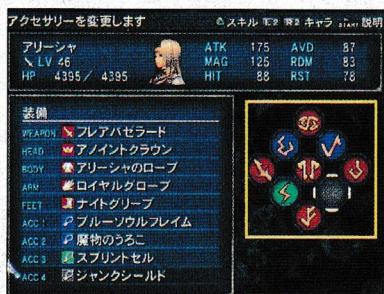 アクセサリーを変更します △スキル L2 R2 キャラ START 説明
アリーシャ
LV 46
HP 4395／ 4395
ATK 175 AVD 87
MAG 125 RDM 83
HIT 88 RST 78
装備
WEAPON フレアバゼラード
HEAD アノイントクラウン
BODY アリーシャのローブ
ARM ロイヤルグローブ
FEET ナイトグリーブ
ACC 1 ブルーソウルフレイム
ACC 2 魔物のうろこ
ACC 3 スプリントセル
ACC 4 ジャンクシールド